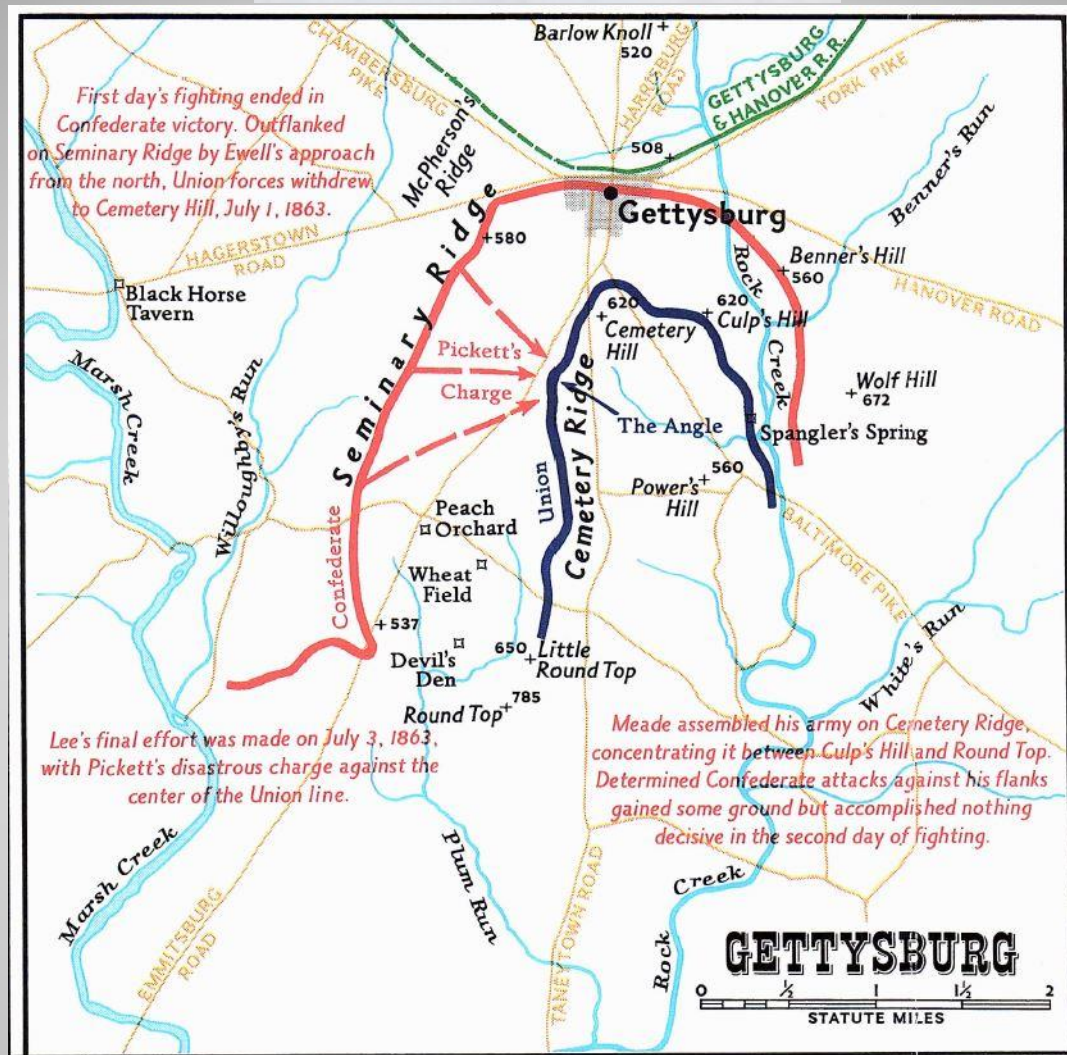 Barlow Knoll
520
CHAMBERSBURG
PIKE
HARRISBURG
ROAD
GETTYSBURG
& HANOVER R.R.
YORK PIKE
First day's fighting ended in
Confederate victory. Outflanked
on Seminary Ridge by Ewell's approach
from the north, Union forces withdrew
to Cemetery Hill, July 1, 1863.
McPherson's
Ridge
508
Benner's Run
Gettysburg
HAGERSTOWN
ROAD
580
Seminary Ridge
Rock
Creek
Benner's Hill
560
HANOVER ROAD
Black Horse
Tavern
620
Cemetery
Hill
620
Culp's Hill
Pickett's
Charge
Marsh Creek
Willoughby's Run
Wolf Hill
672
The Angle
Spangler's Spring
Union
Cemetery Ridge
560
Power's
Hill
Confederate
Peach
Orchard
BALTIMORE PIKE
Wheat
Field
537
Devil's
Den
650
Little
Round Top
White's Run
785
Round Top
Lee's final effort was made on July 3, 1863,
with Pickett's disastrous charge against the
center of the Union line.
Meade assembled his army on Cemetery Ridge,
concentrating it between Culp's Hill and Round Top.
Determined Confederate attacks against his flanks
gained some ground but accomplished nothing
decisive in the second day of fighting.
Marsh Creek
Plum Run
Rock Creek
EMMITSBURG
ROAD
TANEYTOWN ROAD
GETTYSBURG
0 ½ 1 1½ 2
STATUTE MILES